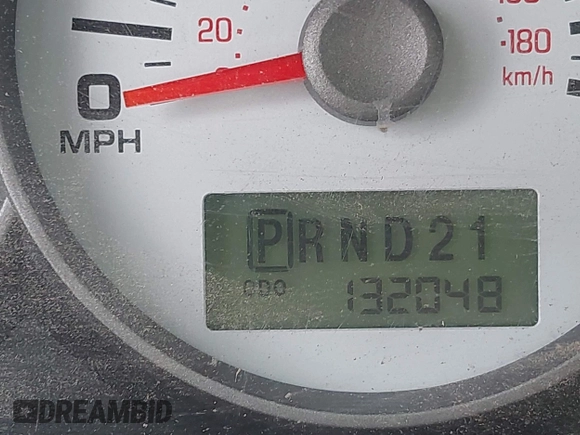 20
180
km/h
0
MPH
PRND21
ODO 132048
DREAMBID